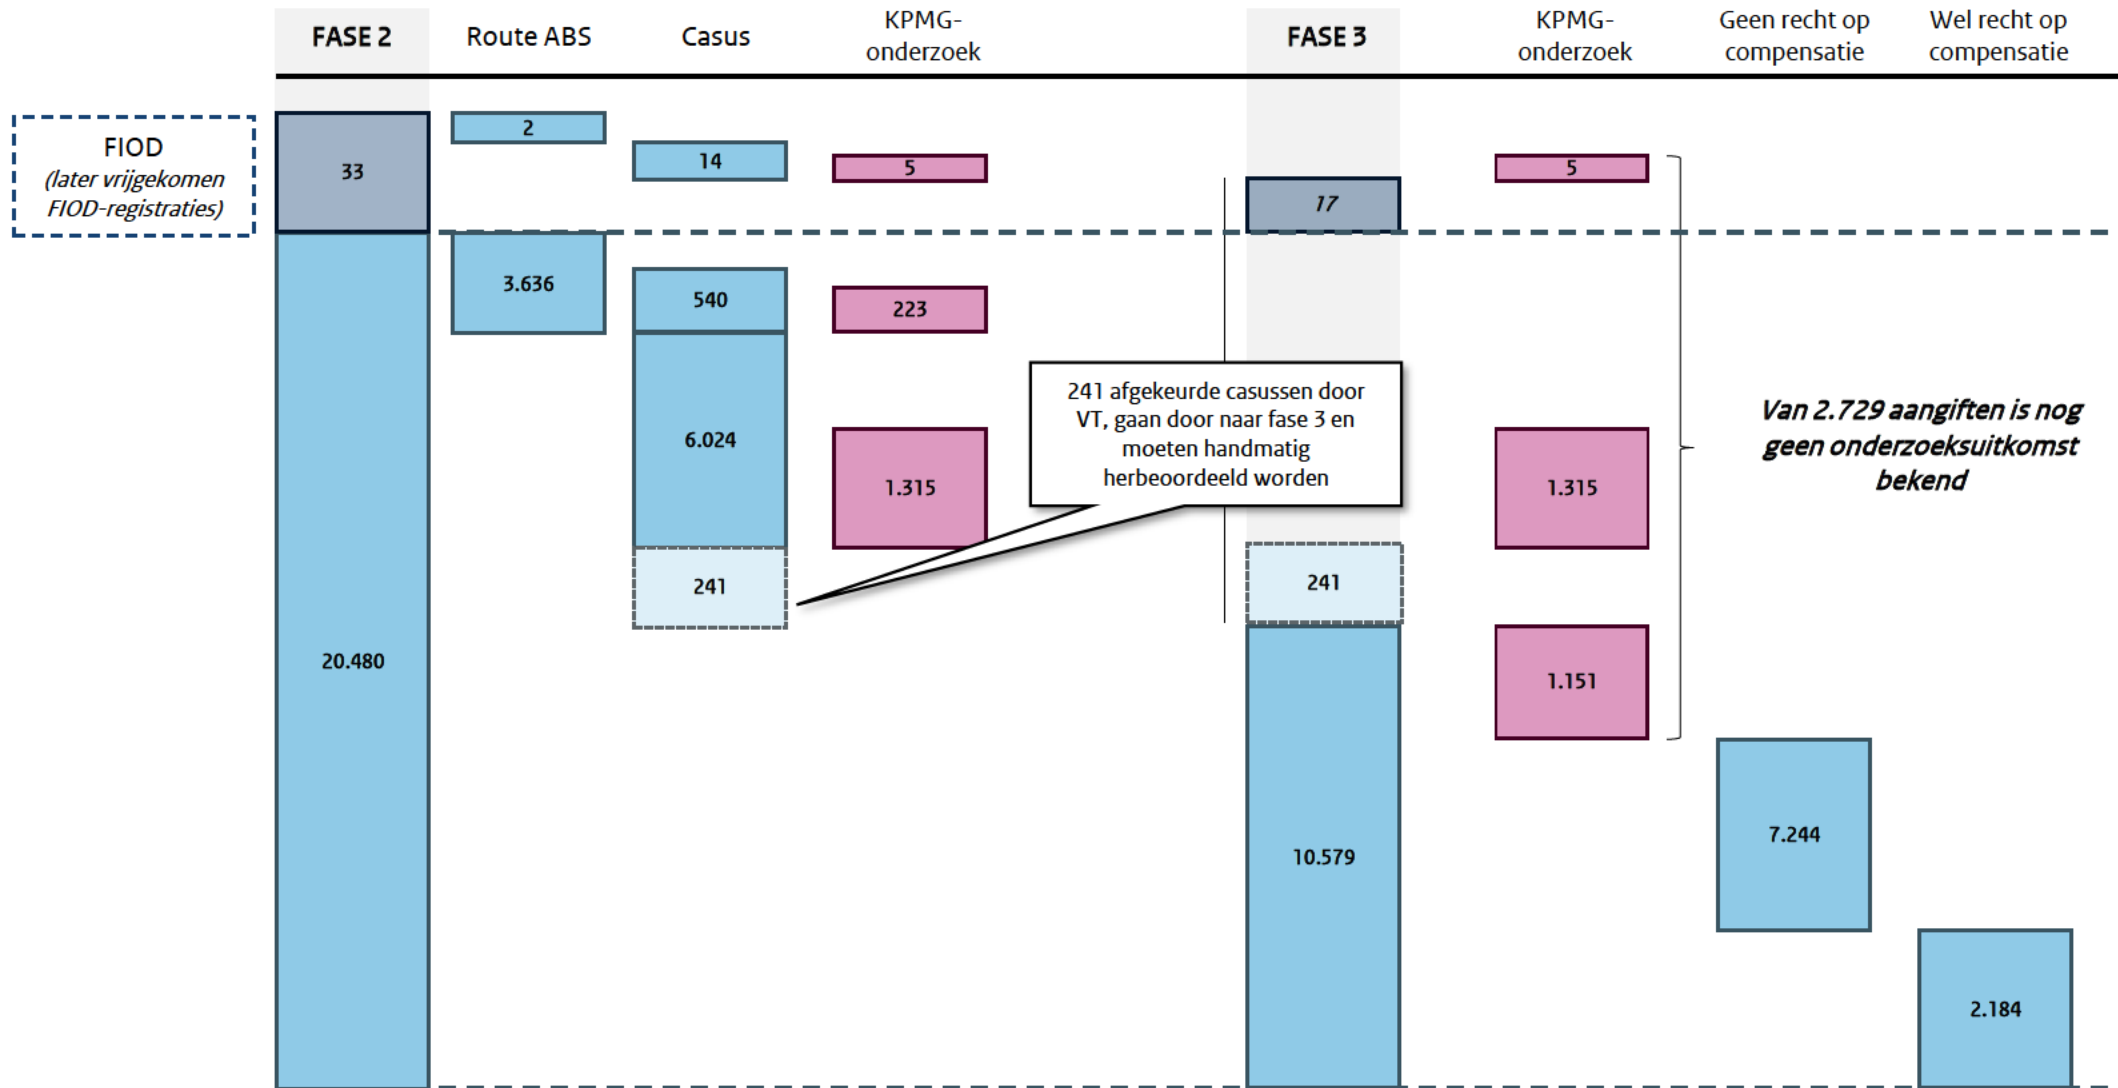 FASE 2
Route ABS
Casus
KPMG-
onderzoek
FASE 3
KPMG-
onderzoek
Geen recht op
compensatie
Wel recht op
compensatie
FIOD
(later vrijgekomen
FIOD-registraties)
33
2
14
5
17
5
3.636
540
223
6.024
1.315
241 afgekeurde casussen door
VT, gaan door naar fase 3 en
moeten handmatig
herbeoordeeld worden
1.315
Van 2.729 aangiften is nog
geen onderzoeksuitkomst
bekend
241
241
20.480
1.151
10.579
7.244
2.184